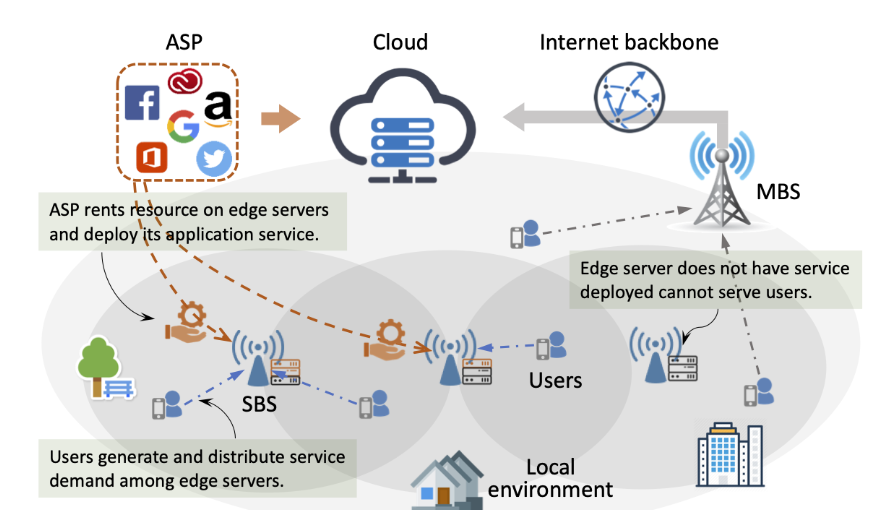 ASP
Cloud
Internet backbone
a
MBS
ASP rents resource on edge servers
and deploy its application service.
Edge server does not have service
deployed cannot serve users.
Users
SBS
Users generate and distribute service
demand among edge servers.
Local
environment